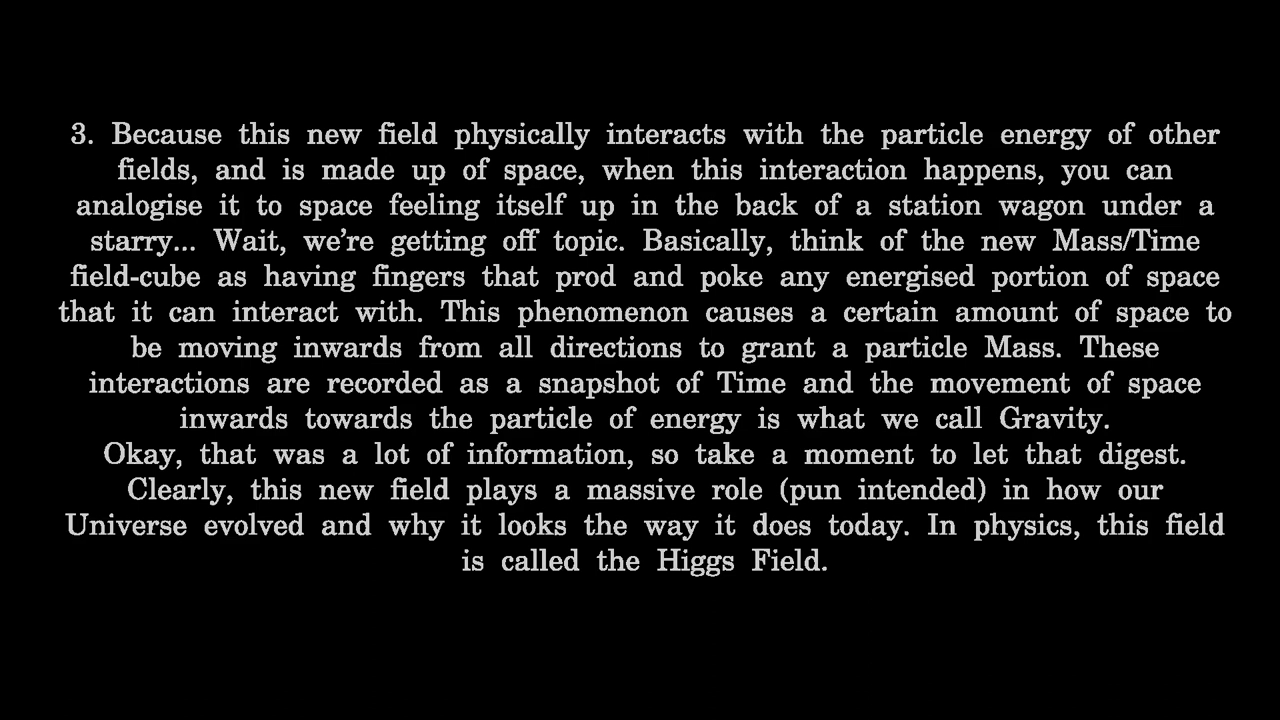 3. Because this new field physically interacts with the particle energy of other
fields, and is made up of space, when this interaction happens, you can
analogise it to space feeling itself up in the back of a station wagon under a
starry... Wait, we're getting off topic. Basically, think of the new Mass/Time
field-cube as having fingers that prod and poke any energised portion of space
that it can interact with. This phenomenon causes a certain amount of space to
be moving inwards from all directions to grant a particle Mass. These
interactions are recorded as a snapshot of Time and the movement of space
inwards towards the particle of energy is what we call Gravity.
Okay, that was a lot of information, so take a moment to let that digest.
Clearly, this new field plays a massive role (pun intended) in how our
Universe evolved and why it looks the way it does today. In physics, this field
is called the Higgs Field.